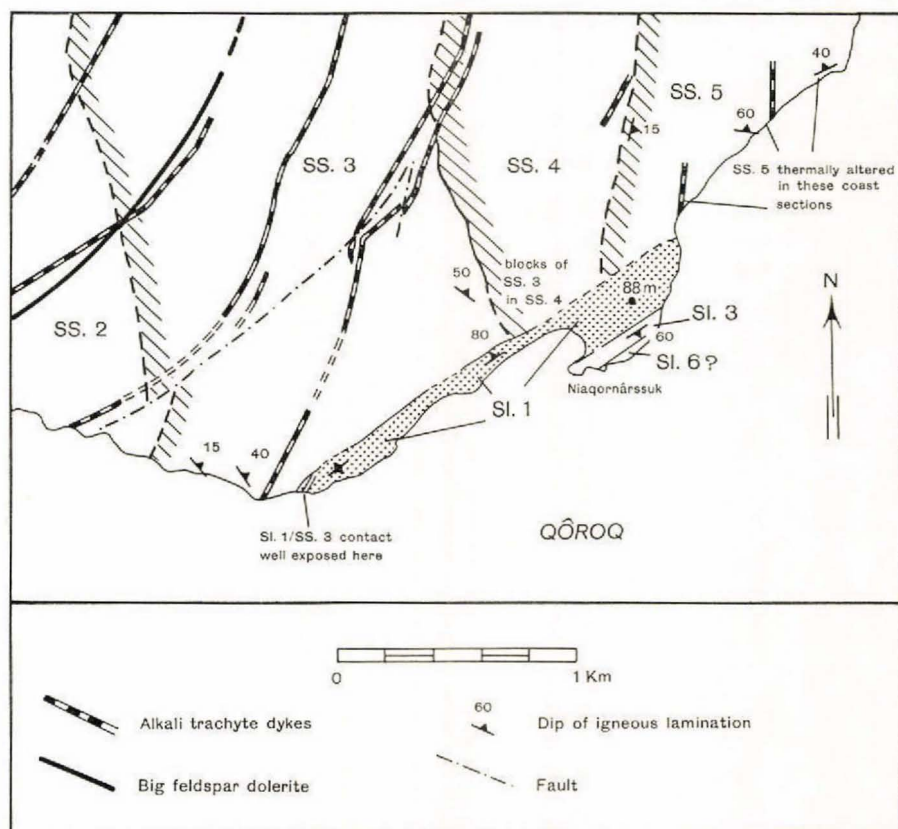 40
SS. 5
60
15
SS. 3
SS. 4
SS. 5 thermally altered
in these coast
sections
50
blocks of
SS. 3
in SS. 4
88m
N
SS. 2
80
Sl. 3
60
Sl. 6?
Niaqornârssuk
Sl. 1
15
40
Sl. 1/SS. 3 contact
well exposed here
QÔROQ
0
1 Km
60
Alkali trachyte dykes
Dip of igneous lamination
Big feldspar dolerite
Fault